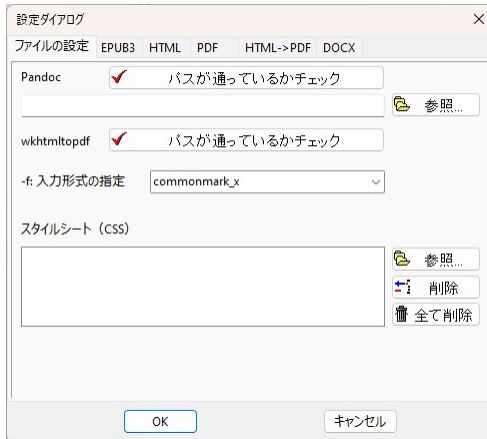 設定ダイアログ
ファイルの設定 EPUB3 HTML PDF HTML->PDF DOCX
Pandoc パスが通っているかチェック
参照...
wkhtmltopdf パスが通っているかチェック
-f: 入力形式の指定 commonmark_x
スタイルシート（CSS）
参照...
削除
全て削除
OK キャンセル